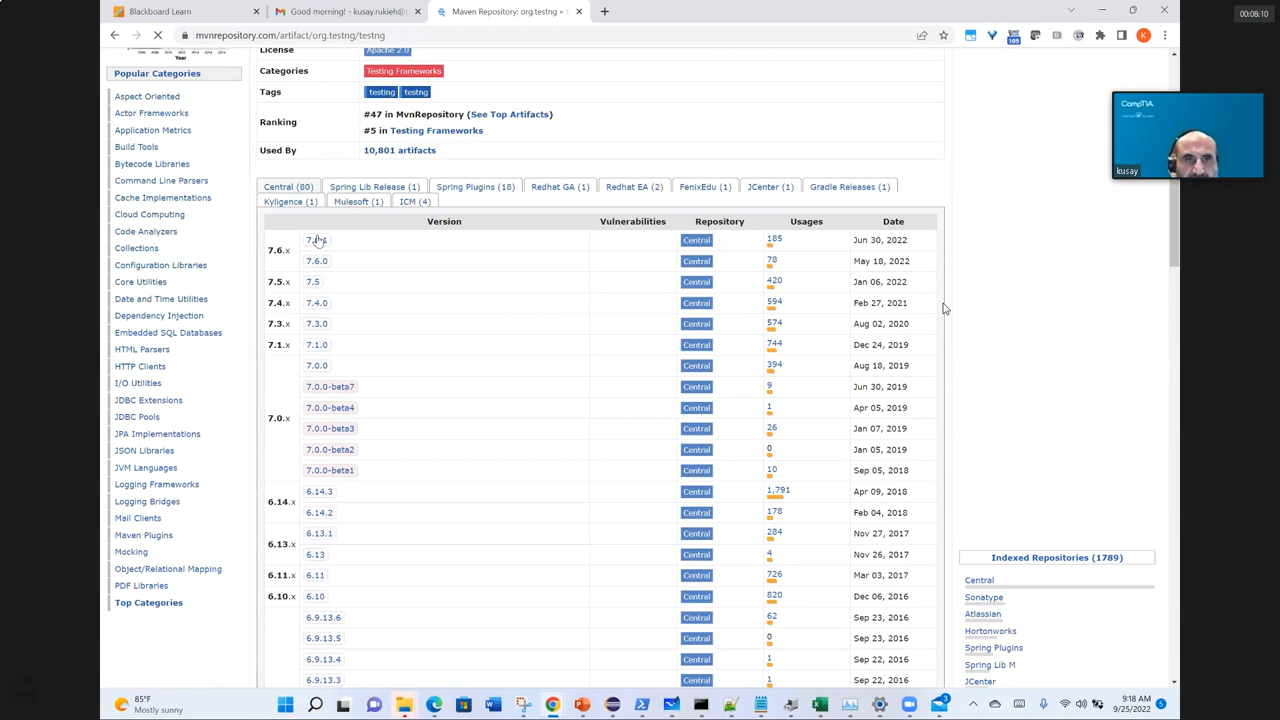 Blackboard Learn
Good morning! - kusay.rukieh@
Maven Repository: org.testng »
00:08:10
mvnrepository.com/artifact/org.testng/testng
109
K
Year
Popular Categories
Aspect Oriented
Actor Frameworks
Application Metrics
Build Tools
Bytecode Libraries
Command Line Parsers
Cache Implementations
Cloud Computing
Code Analyzers
Collections
Configuration Libraries
Core Utilities
Date and Time Utilities
Dependency Injection
Embedded SQL Databases
HTML Parsers
HTTP Clients
I/O Utilities
JDBC Extensions
JDBC Pools
JPA Implementations
JSON Libraries
JVM Languages
Logging Frameworks
Logging Bridges
Mail Clients
Maven Plugins
Mocking
Object/Relational Mapping
PDF Libraries
Top Categories
License Apache 2.0
Categories Testing Frameworks
Tags testing testng
Ranking #47 in MvnRepository (See Top Artifacts)
#5 in Testing Frameworks
Used By 10,801 artifacts
Central (80) Spring Lib Release (1) Spring Plugins (18) Redhat GA (1) Redhat EA (2) FenixEdu (1) JCenter (1) Gradle Releases (1)
Kyligence (1) Mulesoft (1) ICM (4)
Version Vulnerabilities Repository Usages Date
7.6.x
Central 185 Jun 30, 2022
7.6.0 Central 78 May 18, 2022
7.5.x 7.5 Central 420 Jan 06, 2022
7.4.x 7.4.0 Central 594 Feb 27, 2021
7.3.x 7.3.0 Central 574 Aug 02, 2020
7.1.x 7.1.0 Central 744 Dec 24, 2019
7.0.x
7.0.0 Central 394 Aug 18, 2019
7.0.0-beta7 Central 9 Jun 30, 2019
7.0.0-beta4 Central 1 Apr 05, 2019
7.0.0-beta3 Central 26 Jan 07, 2019
7.0.0-beta2 Central 0 Jan 05, 2019
7.0.0-beta1 Central 10 Sep 05, 2018
6.14.x
6.14.3 Central 1,791 Apr 09, 2018
6.14.2 Central 178 Feb 04, 2018
6.13.x
6.13.1 Central 284 Nov 27, 2017
6.13 Central 4 Nov 26, 2017
6.11.x 6.11 Central 726 Mar 03, 2017
6.10.x 6.10 Central 820 Dec 06, 2016
6.9.13.6 Central 62 Sep 23, 2016
6.9.13.5 Central 0 Sep 23, 2016
6.9.13.4 Central 1 Sep 22, 2016
6.9.13.3 Central 1 Sep 22, 2016
CompTIA
kusay
Indexed Repositories (1789)
Central
Sonatype
Atlassian
Hortonworks
Spring Plugins
Spring Lib M
JCenter
85°F
Mostly sunny
3
9:18 AM
9/25/2022
5